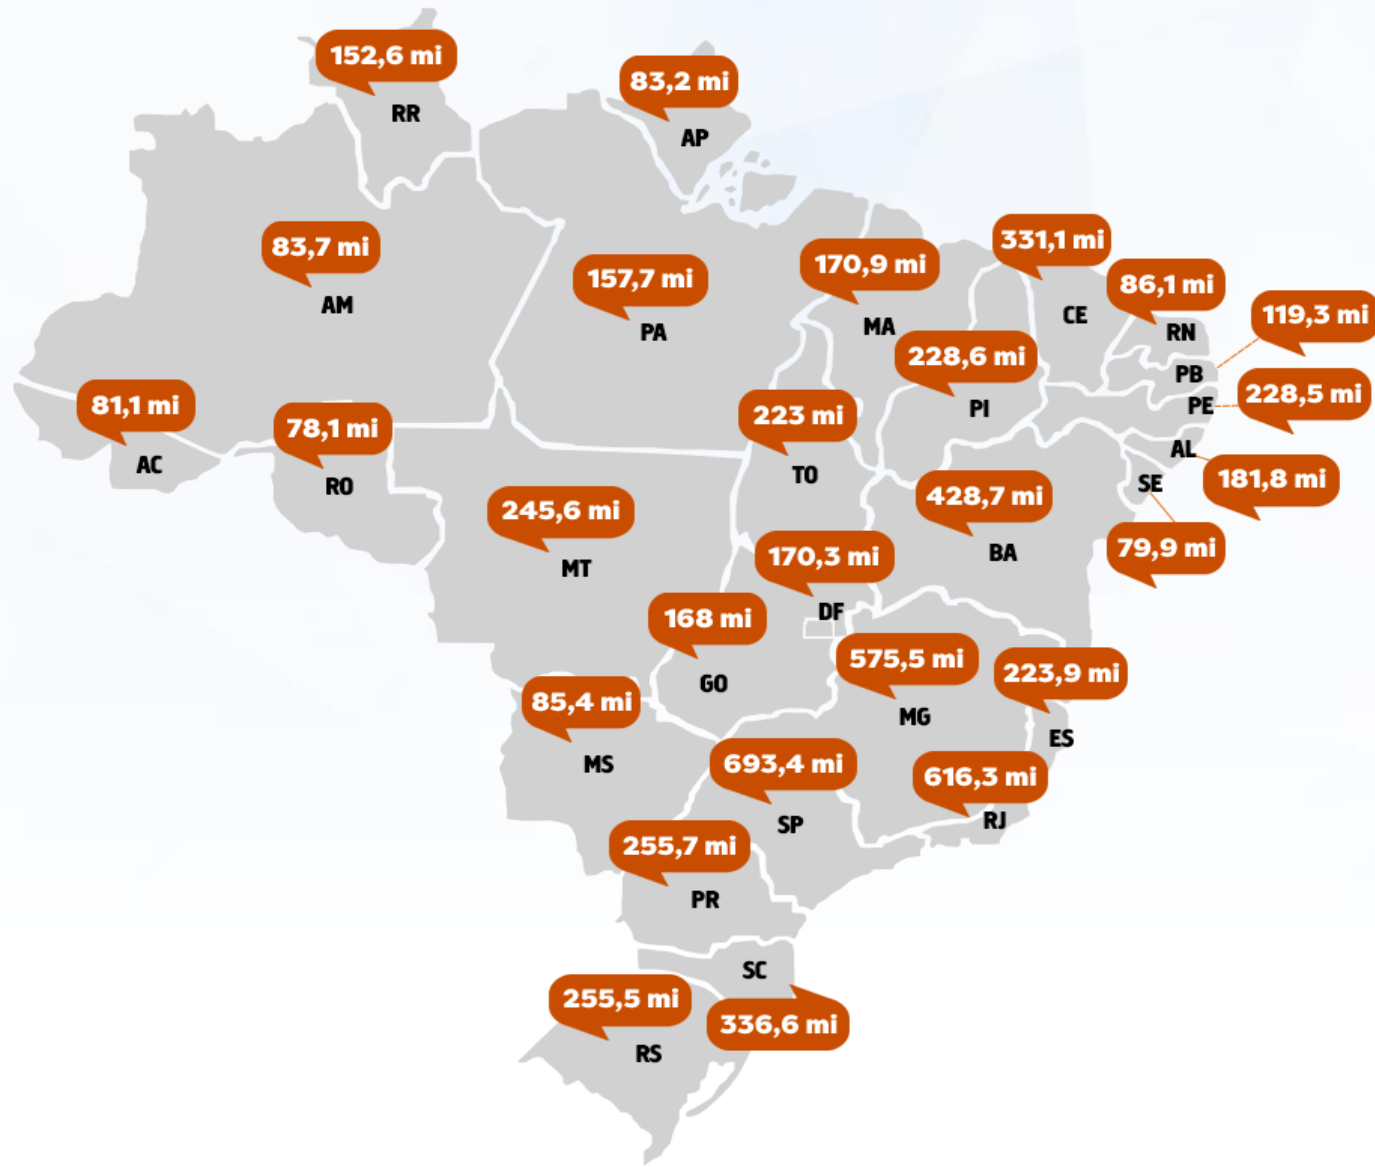 152,6 mi
RR
83,2 mi
AP
83,7 mi
AM
157,7 mi
PA
170,9 mi
MA
331,1 mi
CE
86,1 mi
RN
119,3 mi
PB
228,6 mi
PI
228,5 mi
PE
81,1 mi
AC
78,1 mi
RO
223 mi
TO
AL
181,8 mi
SE
79,9 mi
245,6 mi
MT
428,7 mi
BA
170,3 mi
DF
168 mi
GO
575,5 mi
MG
223,9 mi
ES
85,4 mi
MS
693,4 mi
SP
616,3 mi
RJ
255,7 mi
PR
SC
336,6 mi
255,5 mi
RS